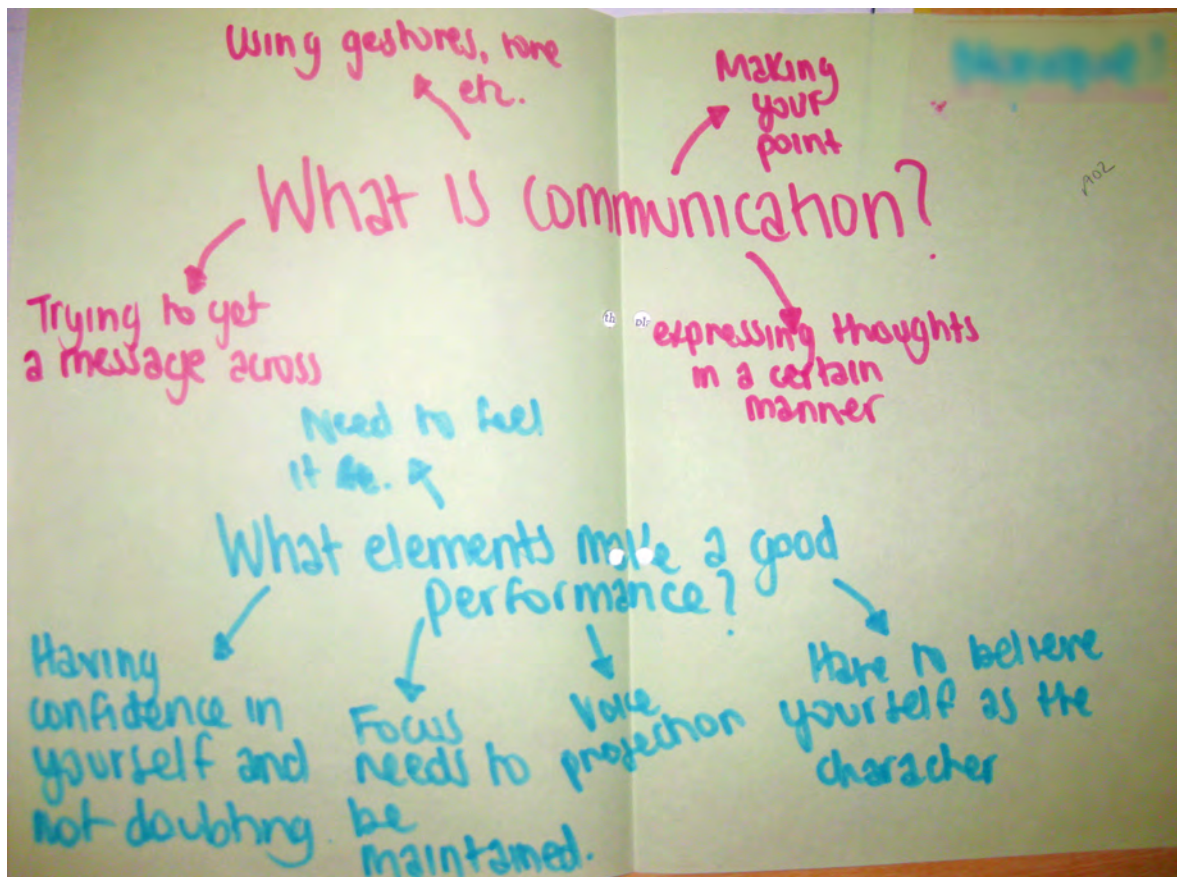 Using gestures, tone
etc.
Making
your
point
AO2
What Is communication?
Trying to get
a message across
th
expressing thoughts
in a certain
manner
Need to feel
it
What elements make a good
performance?
Having
confidence in
yourself and
not doubting.
Focus
needs to
be
maintained.
Voice
projection
Have to believe
yourself as the
character